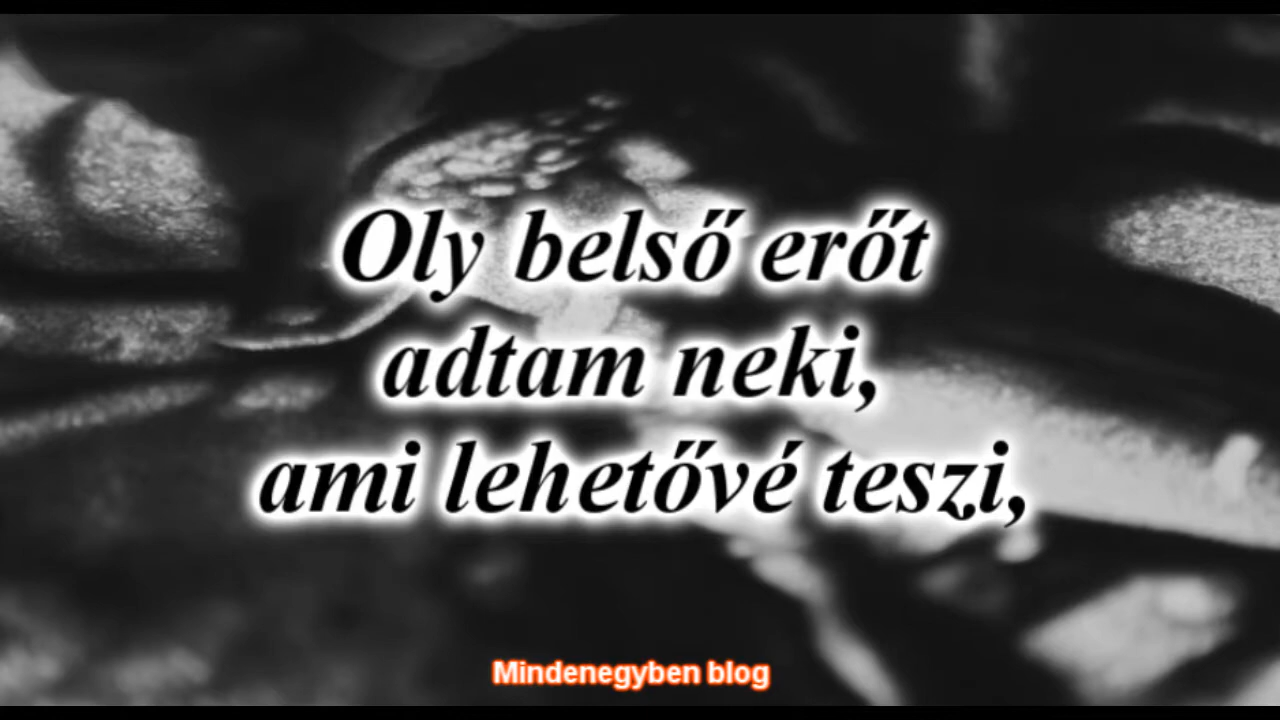 Oly belső erőt
adtam neki,
ami lehetővé teszi,
Mindenegyben blog